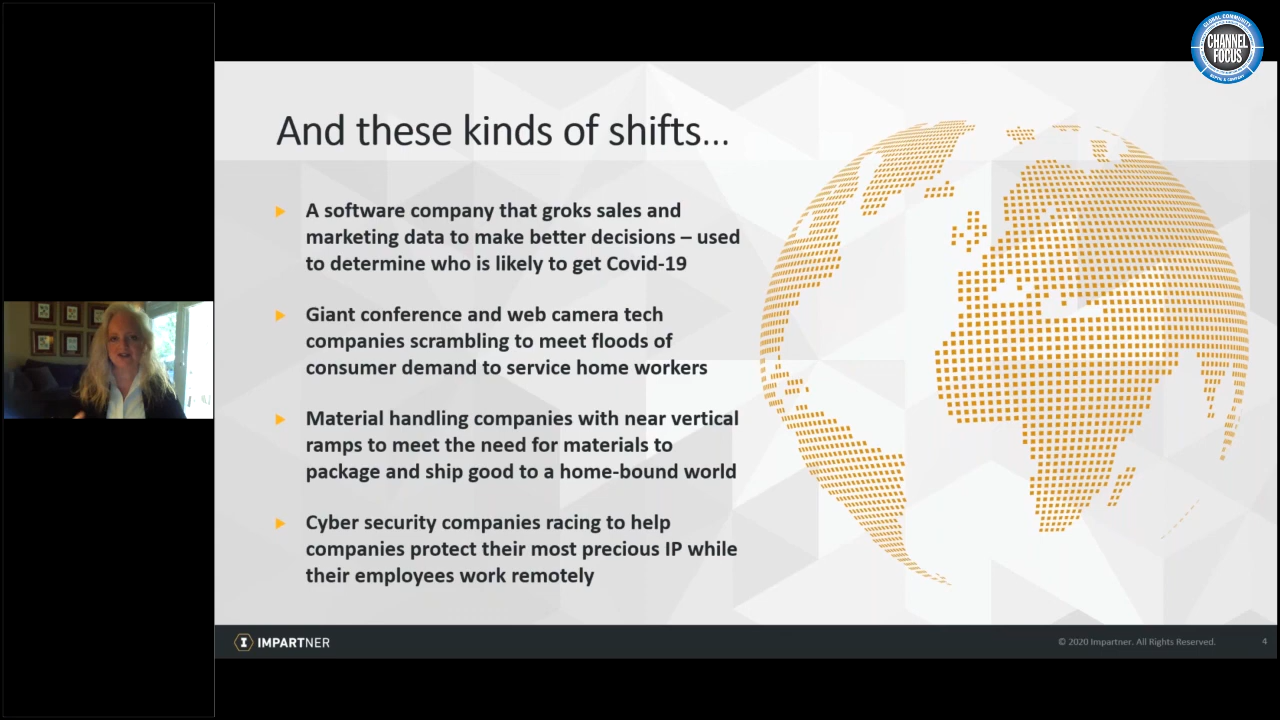 GLOBAL COMMUNITY
CHANNEL
FOCUS
And these kinds of shifts...
A software company that groks sales and
marketing data to make better decisions – used
to determine who is likely to get Covid-19
Giant conference and web camera tech
companies scrambling to meet floods of
consumer demand to service home workers
Material handling companies with near vertical
ramps to meet the need for materials to
package and ship good to a home-bound world
Cyber security companies racing to help
companies protect their most precious IP while
their employees work remotely
IMPARTNER
© 2020 Impartner. All Rights Reserved.
4